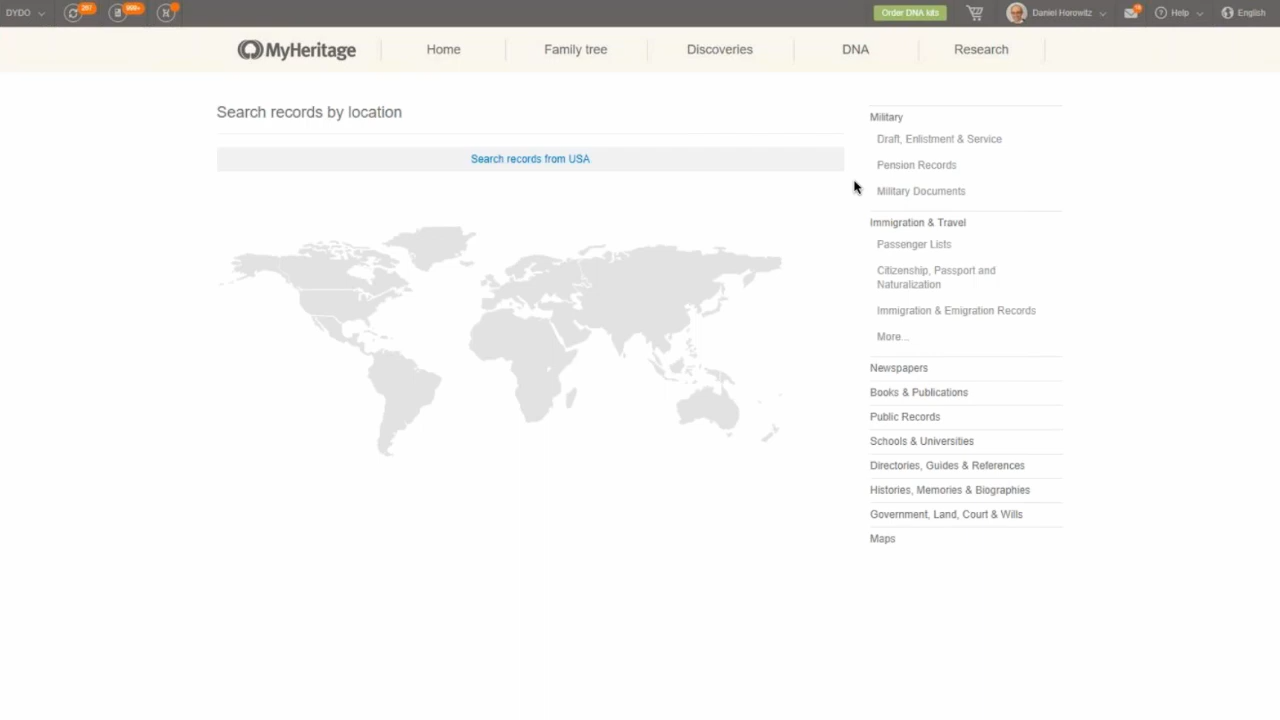 DYDO
267
999+
Order DNA kits
Daniel Horowitz
Help
English
MyHeritage
Home
Family tree
Discoveries
DNA
Research
Search records by location
Search records from USA
Military
Draft, Enlistment & Service
Pension Records
Military Documents
Immigration & Travel
Passenger Lists
Citizenship, Passport and
Naturalization
Immigration & Emigration Records
More...
Newspapers
Books & Publications
Public Records
Schools & Universities
Directories, Guides & References
Histories, Memories & Biographies
Government, Land, Court & Wills
Maps